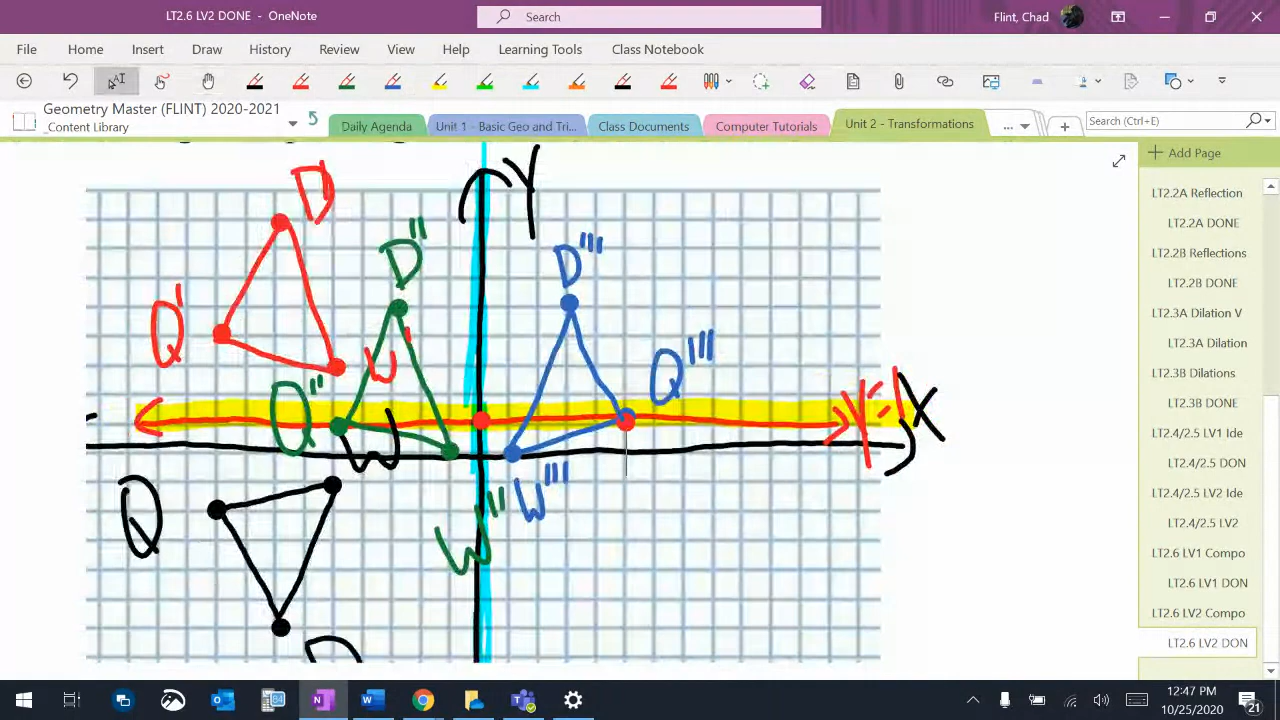 LT2.6 LV2 DONE - OneNote
Search
Flint, Chad
File Home Insert Draw History Review View Help Learning Tools Class Notebook
Geometry Master (FLINT) 2020-2021
_Content Library
Daily Agenda
Unit 1 - Basic Geo and Tri...
Class Documents
Computer Tutorials
Unit 2 - Transformations
...
Search (Ctrl+E)
Add Page
LT2.2A Reflection
LT2.2A DONE
LT2.2B Reflections
LT2.2B DONE
LT2.3A Dilation V
LT2.3A Dilation
LT2.3B Dilations
LT2.3B DONE
LT2.4/2.5 LV1 Ide
LT2.4/2.5 DON
LT2.4/2.5 LV2 Ide
LT2.4/2.5 LV2
LT2.6 LV1 Compo
LT2.6 LV1 DON
LT2.6 LV2 Compo
LT2.6 LV2 DON
Y
D
D"
D'''
Q'
W'
Q'''
Q"
X
W
W'''
Q
W"
12:47 PM
10/25/2020
21